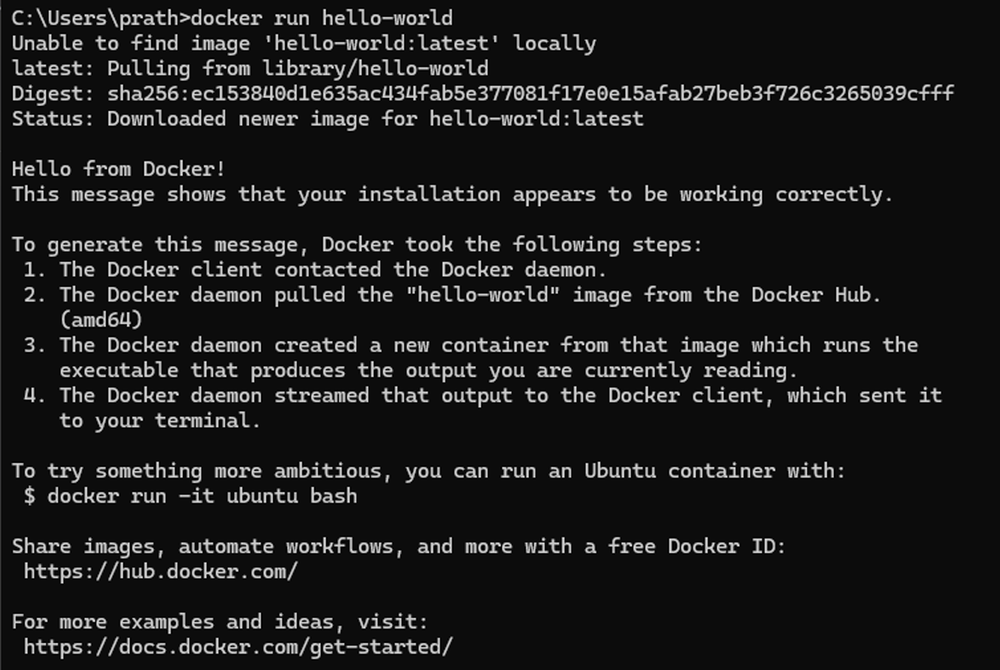 C:\Users\prath>docker run hello-world
Unable to find image 'hello-world:latest' locally
latest: Pulling from library/hello-world
Digest: sha256:ec153840d1e635ac434fab5e377081f17e0e15afab27beb3f726c3265039cfff
Status: Downloaded newer image for hello-world:latest

Hello from Docker!
This message shows that your installation appears to be working correctly.

To generate this message, Docker took the following steps:
 1. The Docker client contacted the Docker daemon.
 2. The Docker daemon pulled the "hello-world" image from the Docker Hub.
    (amd64)
 3. The Docker daemon created a new container from that image which runs the
    executable that produces the output you are currently reading.
 4. The Docker daemon streamed that output to the Docker client, which sent it
    to your terminal.

To try something more ambitious, you can run an Ubuntu container with:
 $ docker run -it ubuntu bash

Share images, automate workflows, and more with a free Docker ID:
 https://hub.docker.com/

For more examples and ideas, visit:
 https://docs.docker.com/get-started/